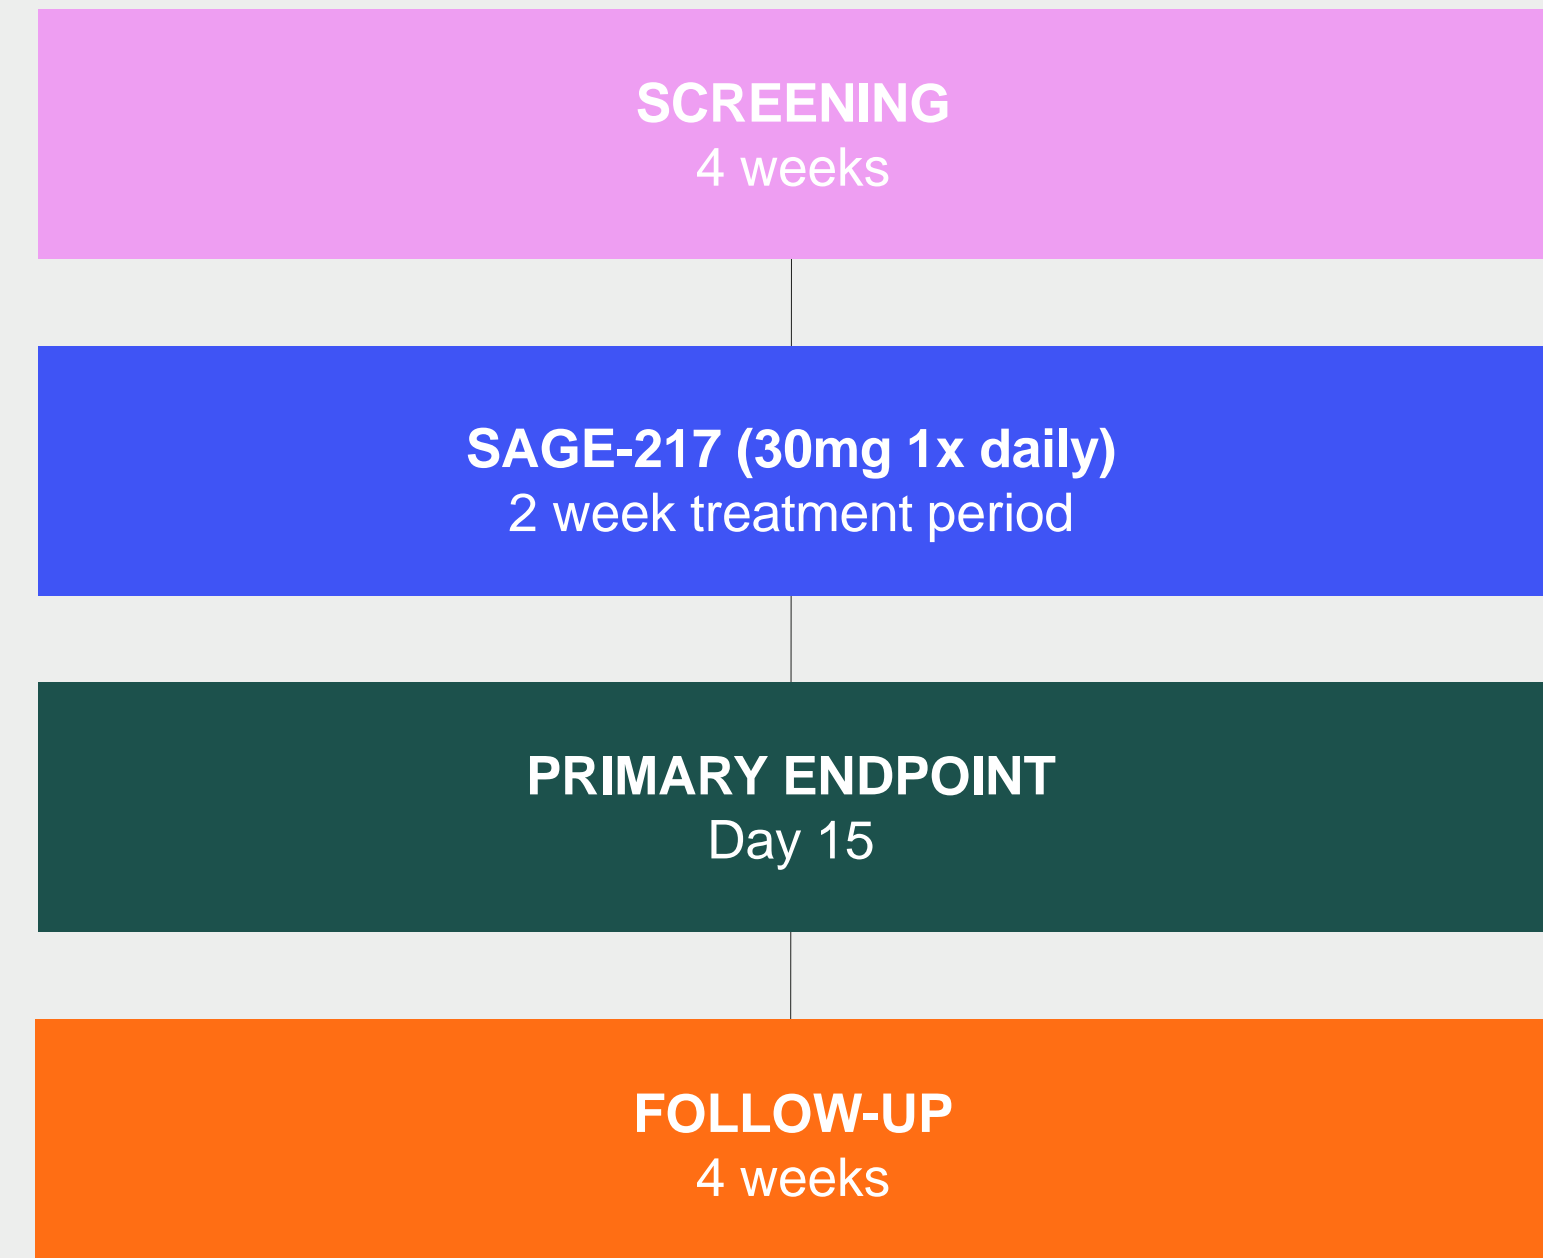 SCREENING
4 weeks
SAGE-217 (30mg 1x daily)
2 week treatment period
PRIMARY ENDPOINT
Day 15
FOLLOW-UP
4 weeks